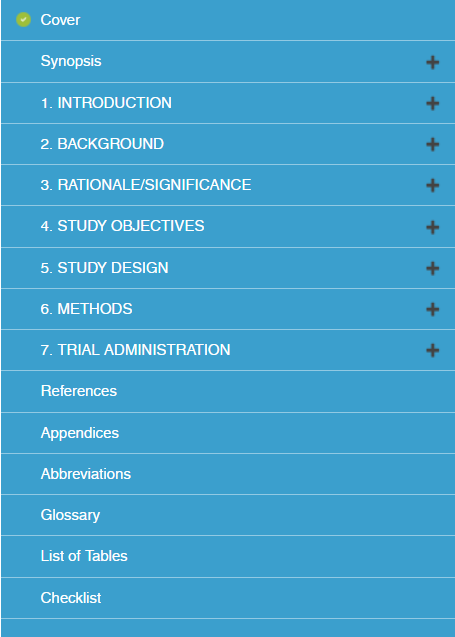 Cover
Synopsis
1. INTRODUCTION
2. BACKGROUND
3. RATIONALE/SIGNIFICANCE
4. STUDY OBJECTIVES
5. STUDY DESIGN
6. METHODS
7. TRIAL ADMINISTRATION
References
Appendices
Abbreviations
Glossary
List of Tables
Checklist